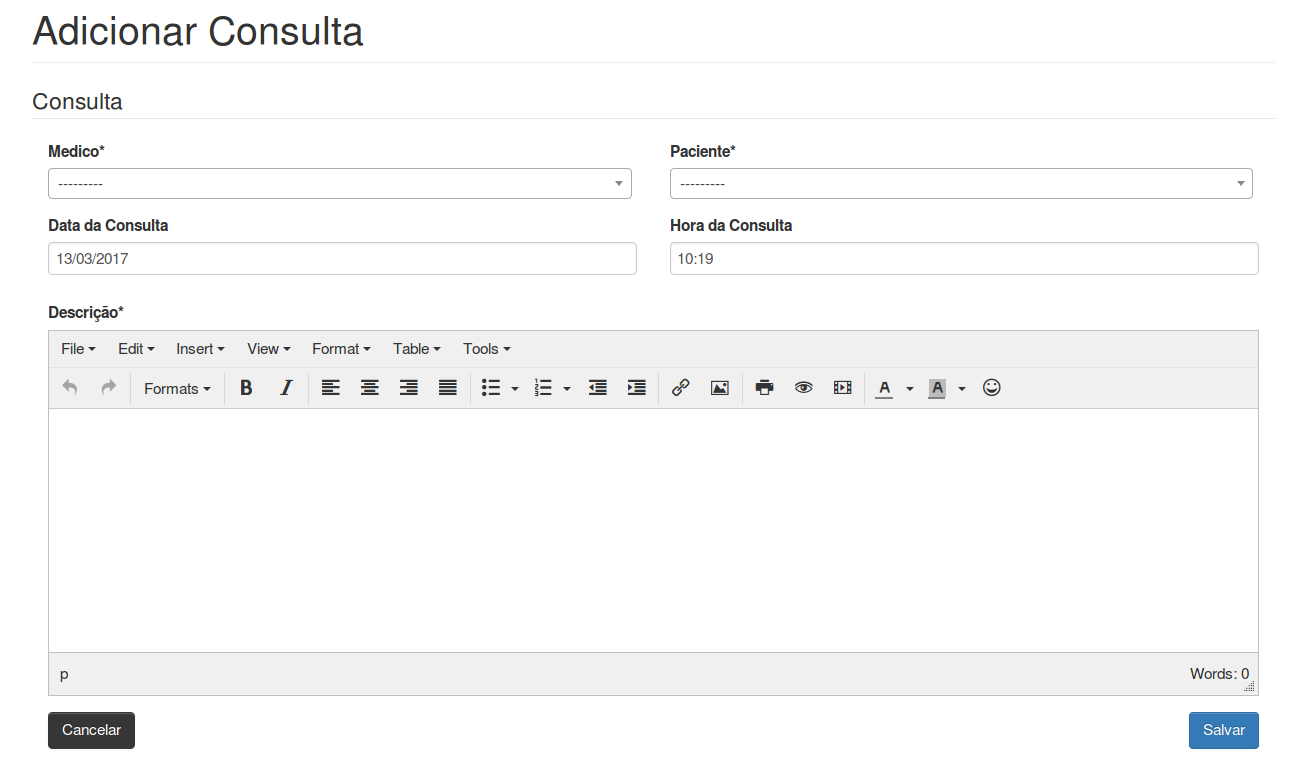 Adicionar Consulta
Consulta
Medico* Paciente*
--------- ---------
Data da Consulta Hora da Consulta
13/03/2017 10:19
Descrição*
File Edit Insert View Format Table Tools
Formats B I A A
p Words: 0
Cancelar Salvar